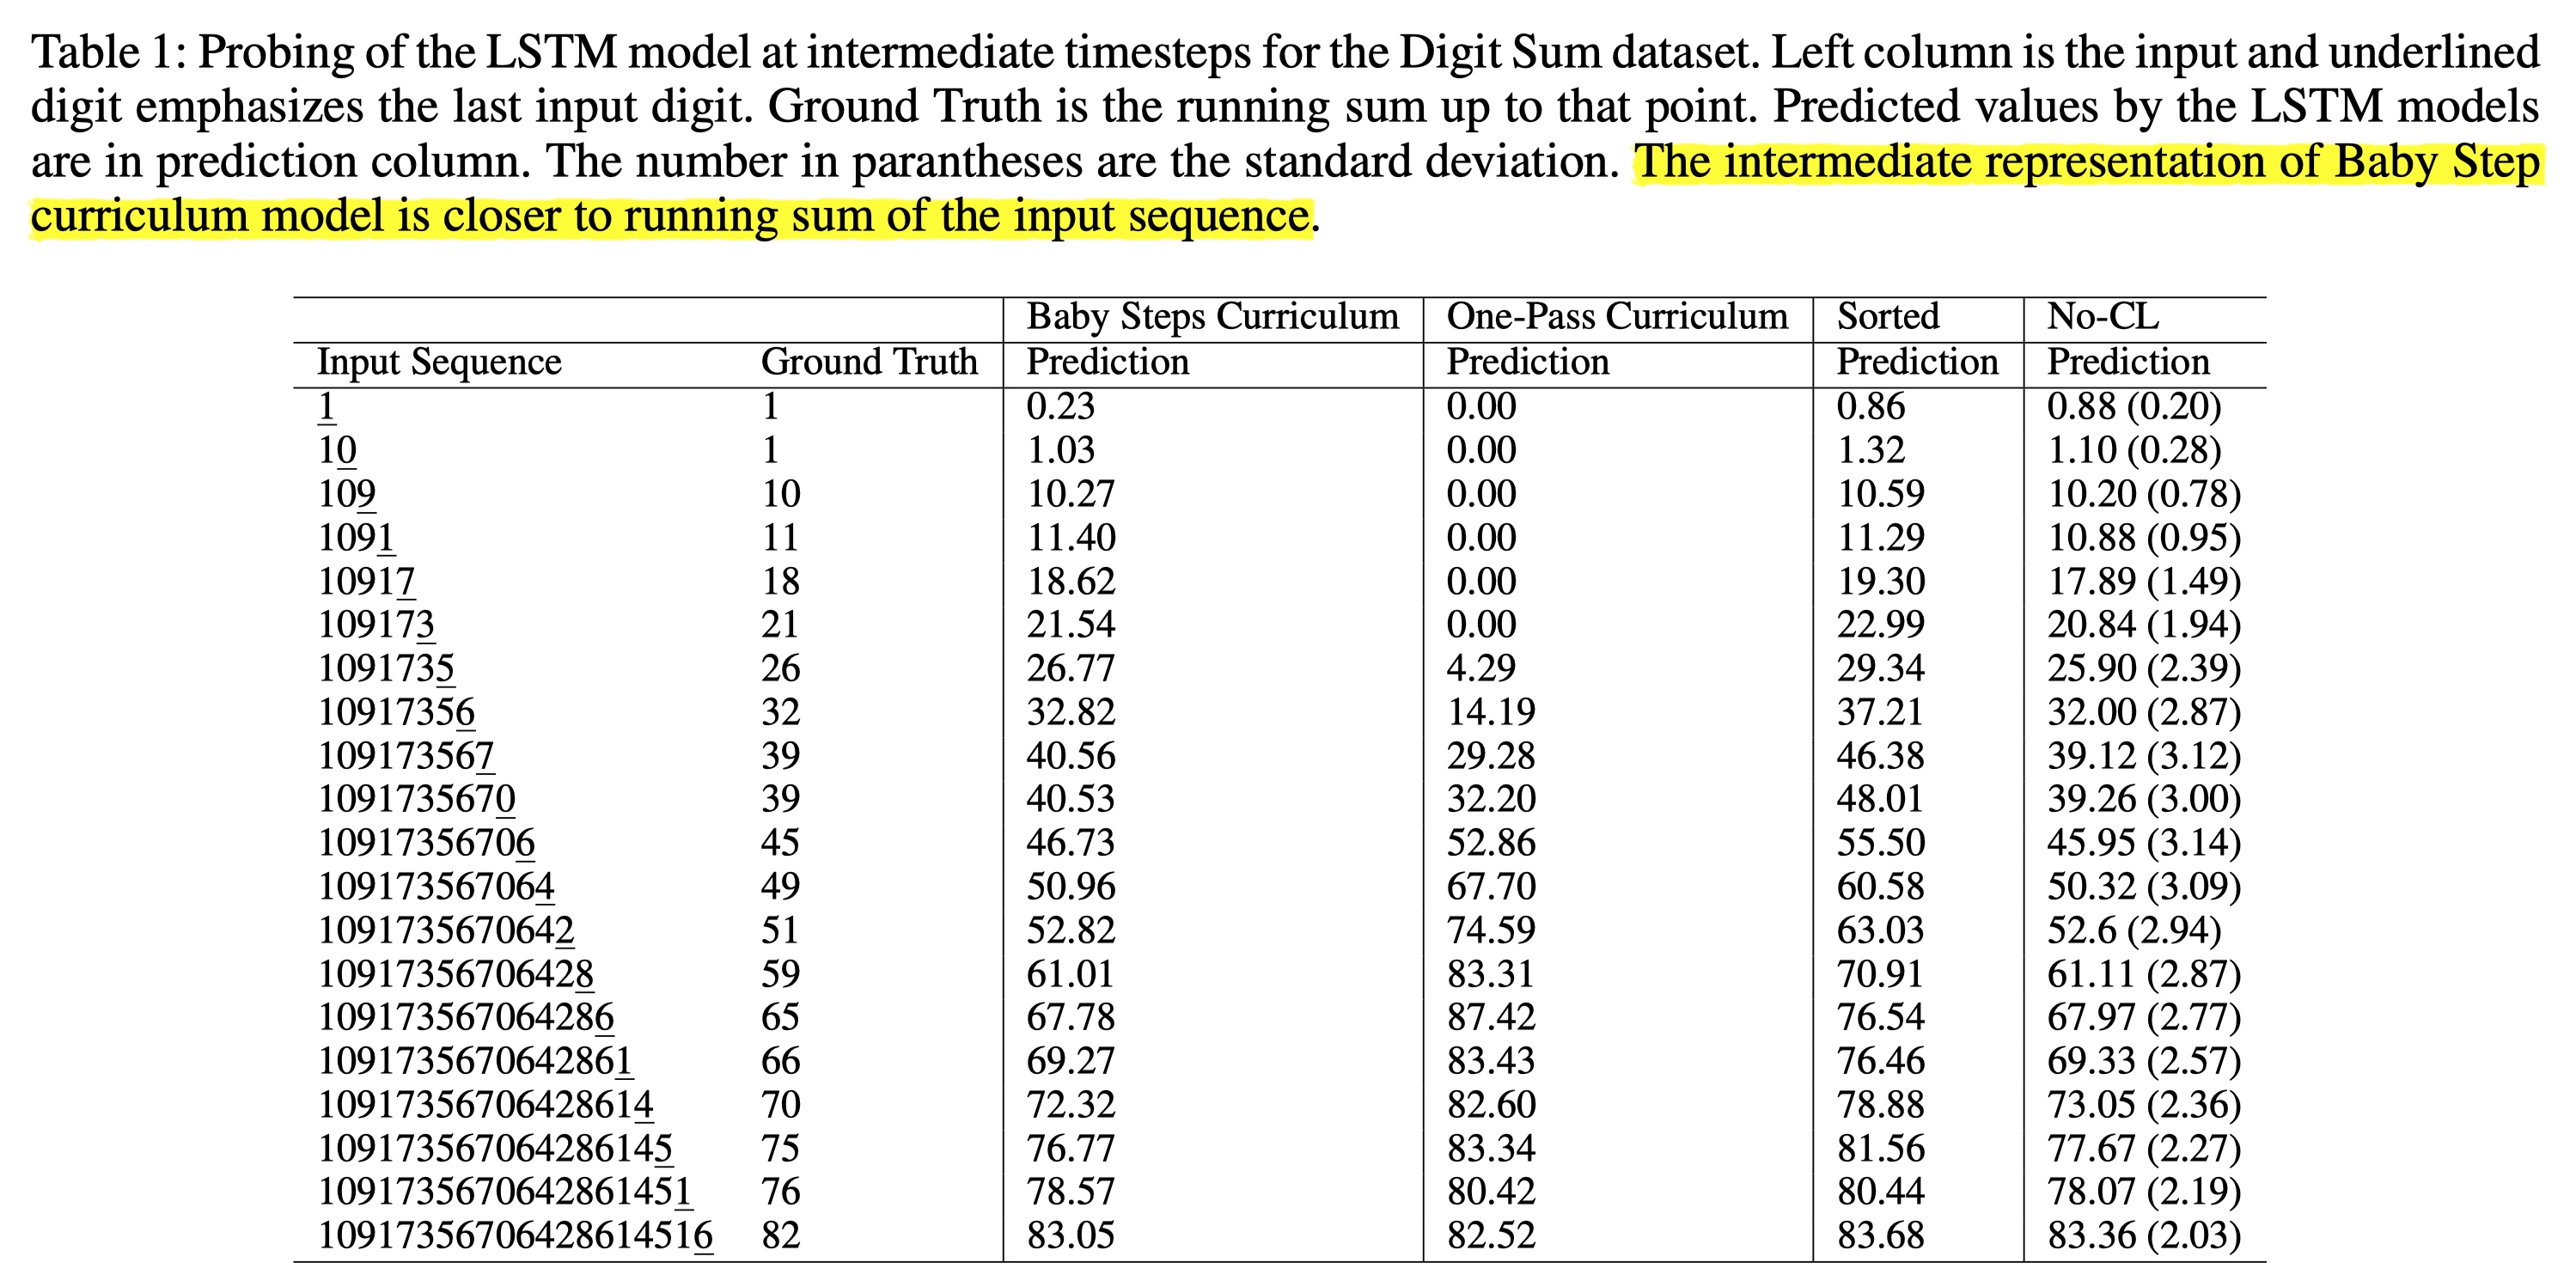 Table 1: Probing of the LSTM model at intermediate timesteps for the Digit Sum dataset. Left column is the input and underlined
digit emphasizes the last input digit. Ground Truth is the running sum up to that point. Predicted values by the LSTM models
are in prediction column. The number in parantheses are the standard deviation. The intermediate representation of Baby Step
curriculum model is closer to running sum of the input sequence.
Baby Steps Curriculum One-Pass Curriculum Sorted No-CL
Input Sequence Ground Truth Prediction Prediction Prediction Prediction
1 1 0.23 0.00 0.86 0.88 (0.20)
10 1 1.03 0.00 1.32 1.10 (0.28)
109 10 10.27 0.00 10.59 10.20 (0.78)
1091 11 11.40 0.00 11.29 10.88 (0.95)
10917 18 18.62 0.00 19.30 17.89 (1.49)
109173 21 21.54 0.00 22.99 20.84 (1.94)
1091735 26 26.77 4.29 29.34 25.90 (2.39)
10917356 32 32.82 14.19 37.21 32.00 (2.87)
109173567 39 40.56 29.28 46.38 39.12 (3.12)
1091735670 39 40.53 32.20 48.01 39.26 (3.00)
10917356706 45 46.73 52.86 55.50 45.95 (3.14)
109173567064 49 50.96 67.70 60.58 50.32 (3.09)
1091735670642 51 52.82 74.59 63.03 52.6 (2.94)
10917356706428 59 61.01 83.31 70.91 61.11 (2.87)
109173567064286 65 67.78 87.42 76.54 67.97 (2.77)
1091735670642861 66 69.27 83.43 76.46 69.33 (2.57)
10917356706428614 70 72.32 82.60 78.88 73.05 (2.36)
109173567064286145 75 76.77 83.34 81.56 77.67 (2.27)
1091735670642861451 76 78.57 80.42 80.44 78.07 (2.19)
10917356706428614516 82 83.05 82.52 83.68 83.36 (2.03)